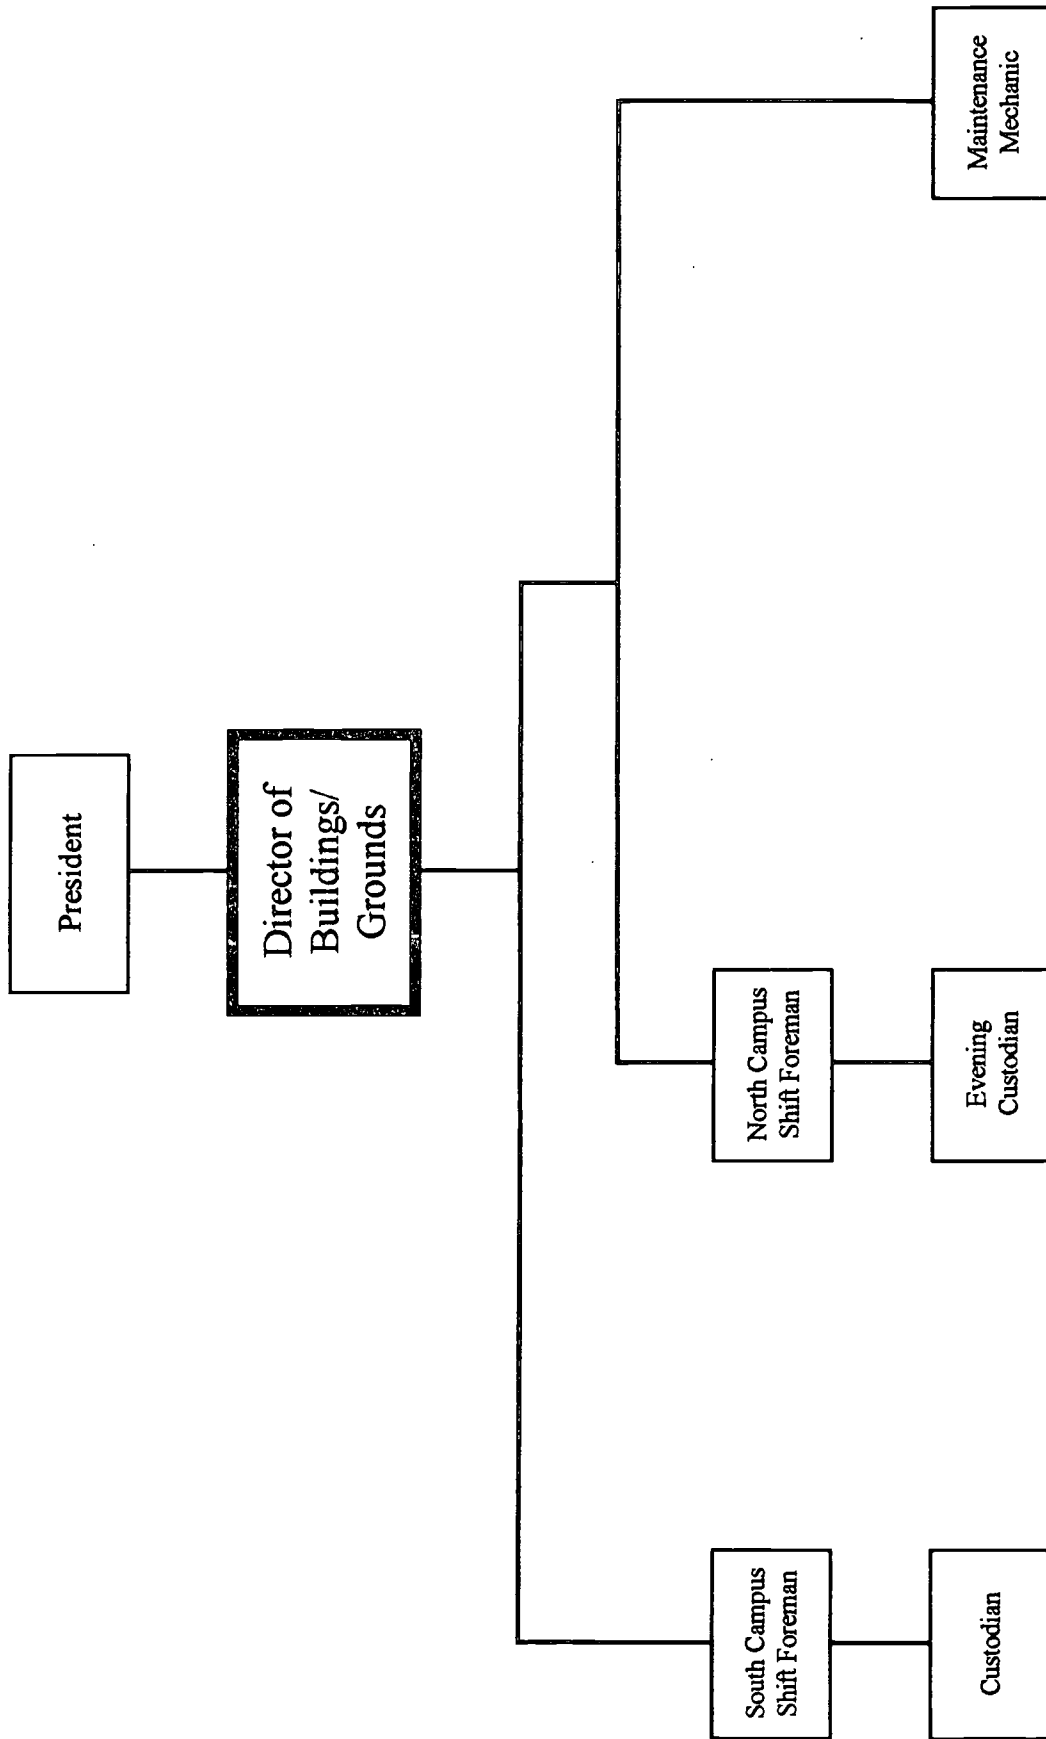 President
Director of
Buildings/
Grounds
South Campus
Shift Foreman
North Campus
Shift Foreman
Custodian
Evening
Custodian
Maintenance
Mechanic